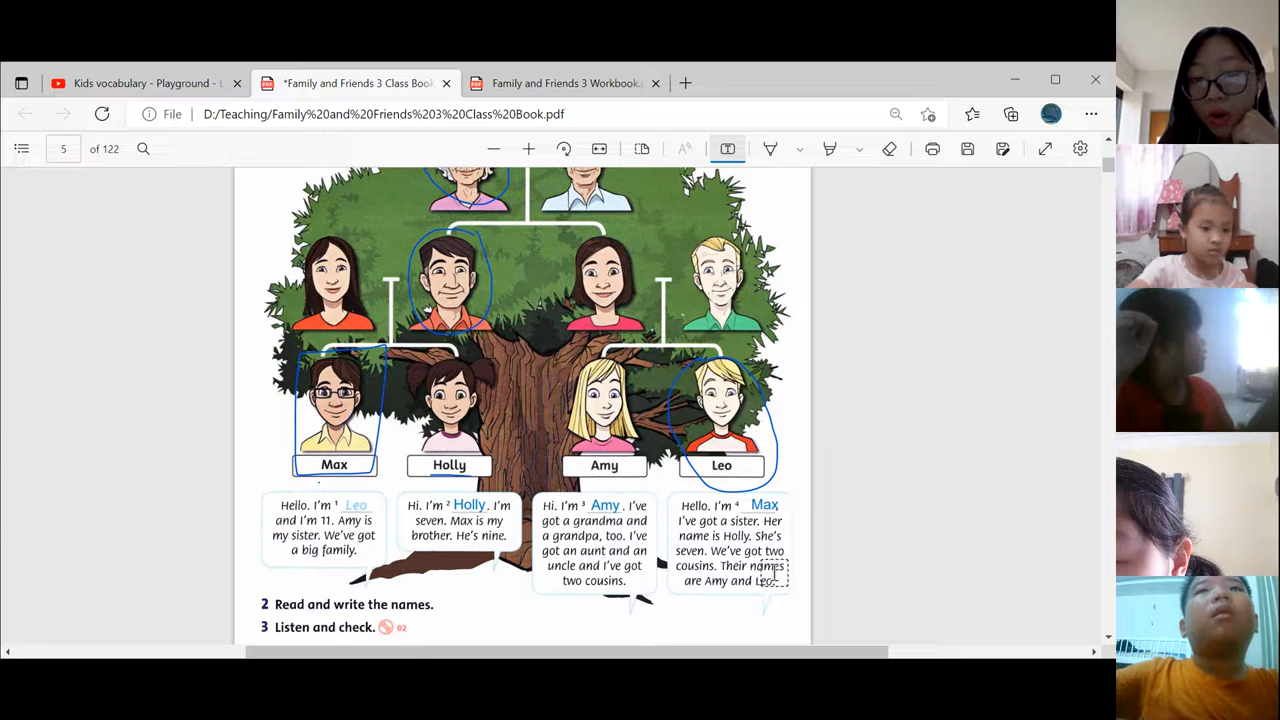 Kids vocabulary - Playground - L
*Family and Friends 3 Class Book
Family and Friends 3 Workbook.
File D:/Teaching/Family%20and%20Friends%203%20Class%20Book.pdf
5 of 122
Max
Holly
Amy
Leo
Hello. I'm 1 Leo
and I'm 11. Amy is
my sister. We've got
a big family.
Hi. I'm 2 Holly. I'm
seven. Max is my
brother. He's nine.
Hi. I'm 3 Amy. I've
got a grandma and
a grandpa, too. I've
got an aunt and an
uncle and I've got
two cousins.
Hello. I'm 4 Max.
I've got a sister. Her
name is Holly. She's
seven. We've got two
cousins. Their names
are Amy and Leo.
2 Read and write the names.
3 Listen and check. 02